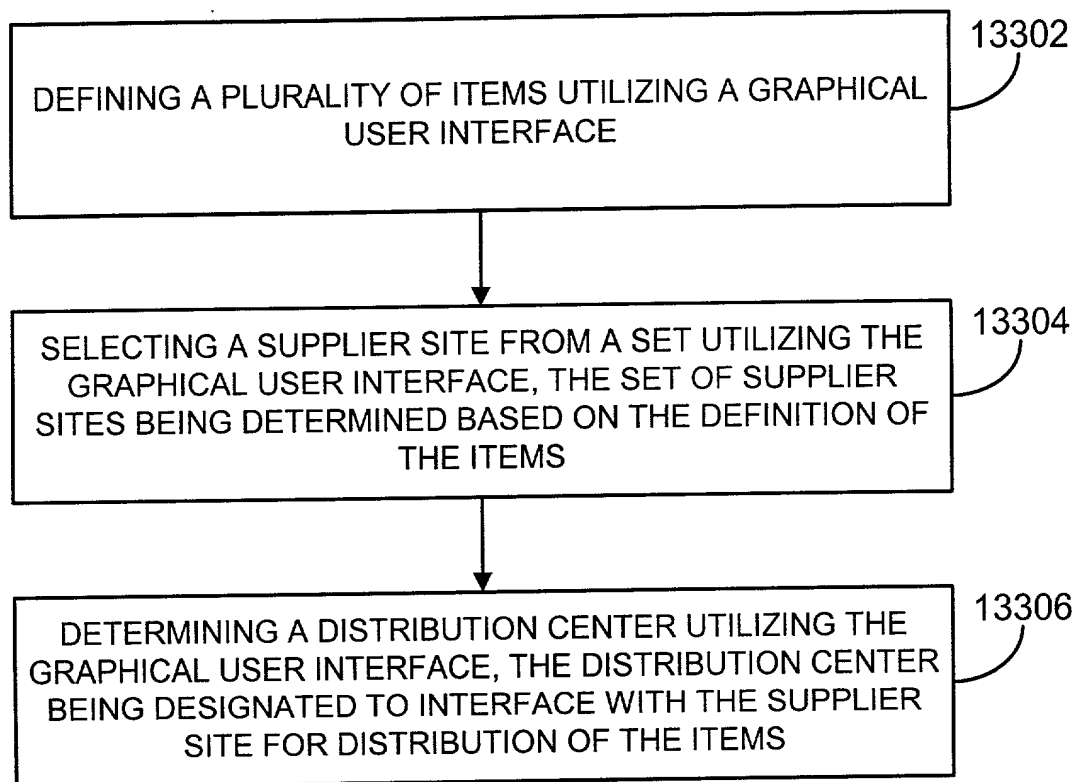 13302
DEFINING A PLURALITY OF ITEMS UTILIZING A GRAPHICAL
USER INTERFACE
13304
SELECTING A SUPPLIER SITE FROM A SET UTILIZING THE
GRAPHICAL USER INTERFACE, THE SET OF SUPPLIER
SITES BEING DETERMINED BASED ON THE DEFINITION OF
THE ITEMS
13306
DETERMINING A DISTRIBUTION CENTER UTILIZING THE
GRAPHICAL USER INTERFACE, THE DISTRIBUTION CENTER
BEING DESIGNATED TO INTERFACE WITH THE SUPPLIER
SITE FOR DISTRIBUTION OF THE ITEMS